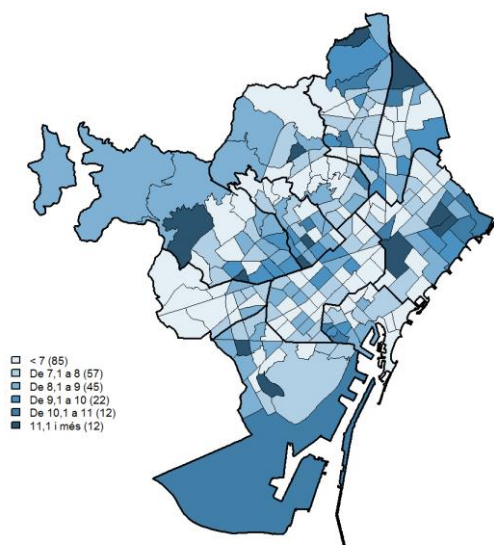 < 7 (85)
De 7,1 a 8 (57)
De 8,1 a 9 (45)
De 9,1 a 10 (22)
De 10,1 a 11 (12)
11,1 i més (12)